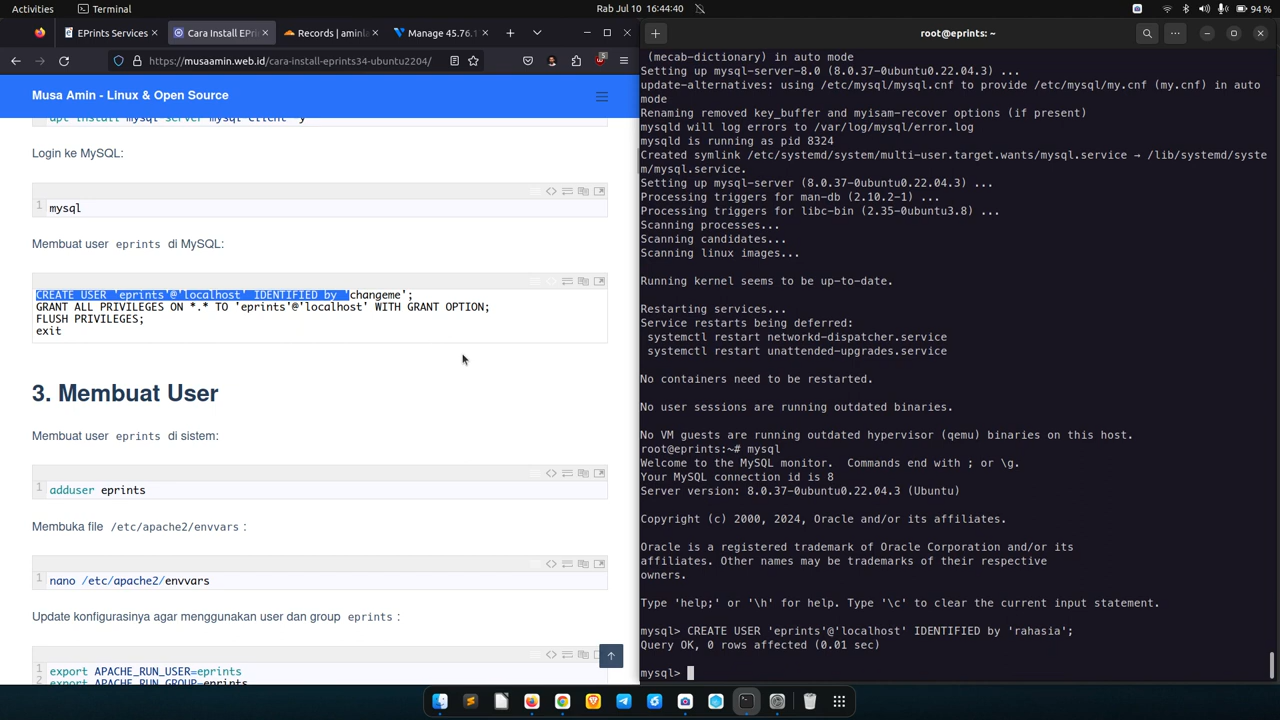 Activities
Terminal
Rab Jul 10 16:44:40
94 %
EPrints Services
Cara Install EPri
Records | aminla
Manage 45.76.1
https://musaamin.web.id/cara-install-eprints34-ubuntu2204/
5
Musa Amin - Linux & Open Source
apt install mysql-server mysql-client -y
Login ke MySQL:
1 mysql
Membuat user eprints di MySQL:
CREATE USER 'eprints'@'localhost' IDENTIFIED by 'changeme';
GRANT ALL PRIVILEGES ON *.* TO 'eprints'@'localhost' WITH GRANT OPTION;
FLUSH PRIVILEGES;
exit
3. Membuat User
Membuat user eprints di sistem:
1 adduser eprints
Membuka file /etc/apache2/envvars :
1 nano /etc/apache2/envvars
Update konfigurasinya agar menggunakan user dan group eprints :
1 export APACHE_RUN_USER=eprints
2 export APACHE_RUN_GROUP=eprints
root@eprints: ~
(mecab-dictionary) in auto mode
Setting up mysql-server-8.0 (8.0.37-0ubuntu0.22.04.3) ...
update-alternatives: using /etc/mysql/mysql.cnf to provide /etc/mysql/my.cnf (my.cnf) in auto
mode
Renaming removed key_buffer and myisam-recover options (if present)
mysqld will log errors to /var/log/mysql/error.log
mysqld is running as pid 8324
Created symlink /etc/systemd/system/multi-user.target.wants/mysql.service → /lib/systemd/syste
m/mysql.service.
Setting up mysql-server (8.0.37-0ubuntu0.22.04.3) ...
Processing triggers for man-db (2.10.2-1) ...
Processing triggers for libc-bin (2.35-0ubuntu3.8) ...
Scanning processes...
Scanning candidates...
Scanning linux images...
Running kernel seems to be up-to-date.
Restarting services...
Service restarts being deferred:
systemctl restart networkd-dispatcher.service
systemctl restart unattended-upgrades.service
No containers need to be restarted.
No user sessions are running outdated binaries.
No VM guests are running outdated hypervisor (qemu) binaries on this host.
root@eprints:~# mysql
Welcome to the MySQL monitor.  Commands end with ; or \g.
Your MySQL connection id is 8
Server version: 8.0.37-0ubuntu0.22.04.3 (Ubuntu)
Copyright (c) 2000, 2024, Oracle and/or its affiliates.
Oracle is a registered trademark of Oracle Corporation and/or its
affiliates. Other names may be trademarks of their respective
owners.
Type 'help;' or '\h' for help. Type '\c' to clear the current input statement.
mysql> CREATE USER 'eprints'@'localhost' IDENTIFIED by 'rahasia';
Query OK, 0 rows affected (0.01 sec)
mysql>